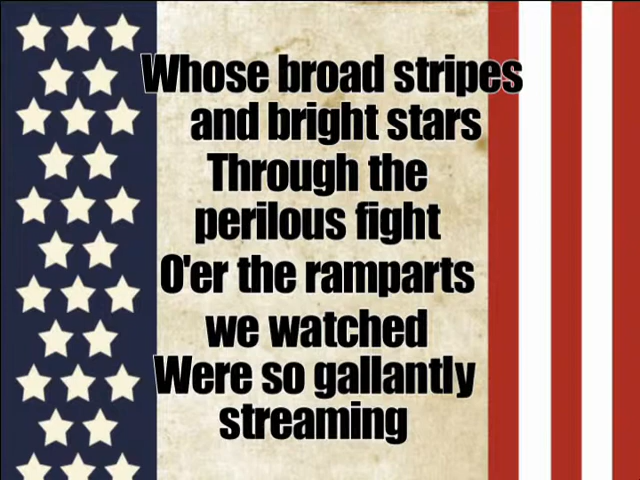 Whose broad stripes
and bright stars
Through the
perilous fight
O'er the ramparts
we watched
Were so gallantly
streaming